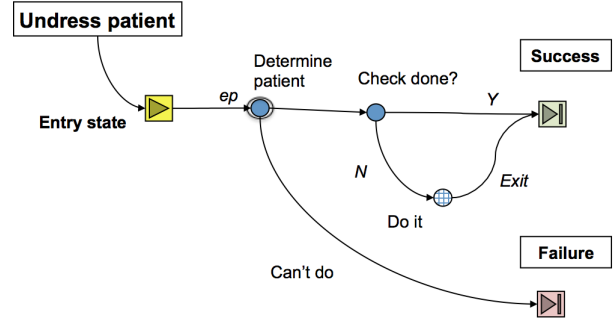 Undress patient
Success
Determine
patient
Check done?
ep
Y
Entry state
N
Exit
Do it
Failure
Can't do